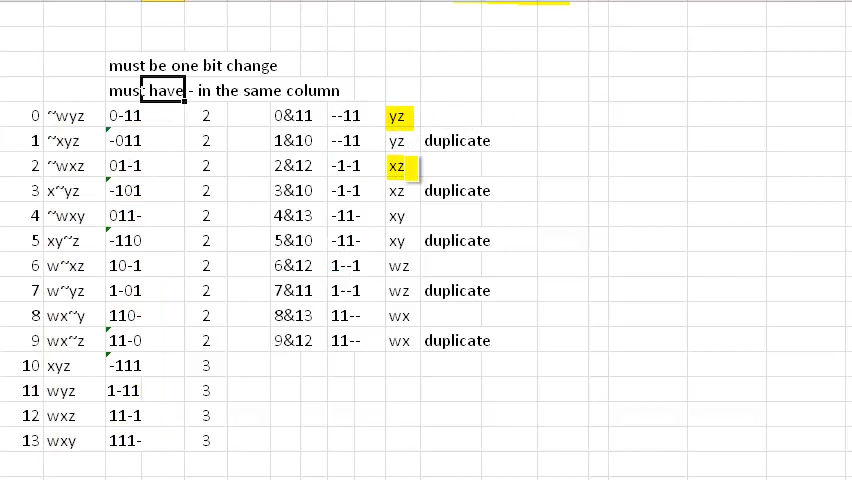 must be one bit change
must have - in the same column
0 ~wyz 0-11 2 0&11 --11 yz
1 ~xyz -011 2 1&10 --11 yz duplicate
2 ~wxz 01-1 2 2&12 -1-1 xz
3 x~yz -101 2 3&10 -1-1 xz duplicate
4 ~wxy 011- 2 4&13 -11- xy
5 xy~z -110 2 5&10 -11- xy duplicate
6 w~xz 10-1 2 6&12 1--1 wz
7 w~yz 1-01 2 7&11 1--1 wz duplicate
8 wx~y 110- 2 8&13 11-- wx
9 wx~z 11-0 2 9&12 11-- wx duplicate
10 xyz -111 3
11 wyz 1-11 3
12 wxz 11-1 3
13 wxy 111- 3